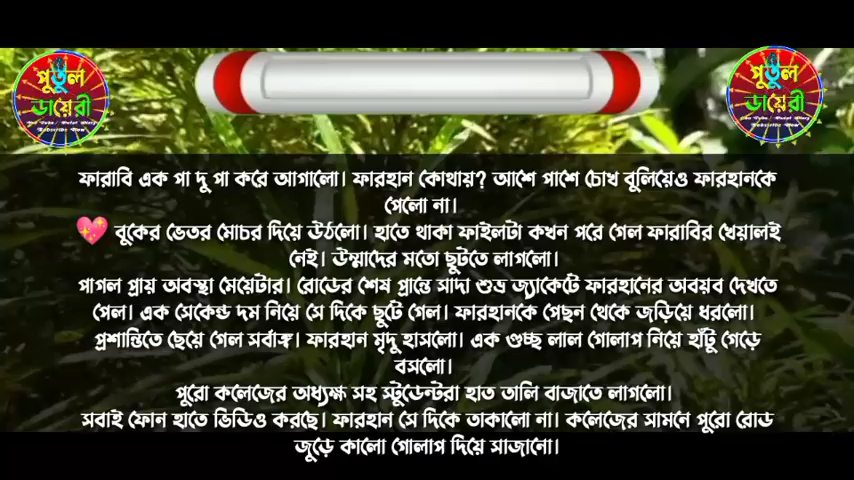 পুতুল
ডায়েরী
পুতুল
ডায়েরী
ফারাবি এক পা দু পা করে আগালো। ফারহান কোথায়? আশে পাশে চোখ বুলিয়েও ফারহানকে
পেলো না।
💖 বুকের ভেতর মোচর দিয়ে উঠলো। হাতে থাকা ফাইলটা কখন পরে গেল ফারাবির খেয়ালই
নেই। উম্মাদের মতো ছুটতে লাগলো।
পাগল প্রায় অবস্থা মেয়েটার। রোডের শেষ প্রান্তে সাদা শুভ্র জ্যাকেটে ফারহানের অবয়ব দেখতে
পেল। এক সেকেন্ড দম নিয়ে সে দিকে ছুটে গেল। ফারহানকে পেছন থেকে জড়িয়ে ধরলো।
প্রশান্তিতে ছেয়ে গেল সর্বাঙ্গ। ফারহান মৃদু হাসলো। এক গুচ্ছ লাল গোলাপ নিয়ে হাঁটু গেড়ে
বসলো।
পুরো কলেজের অধ্যক্ষ সহ স্টুডেন্টরা হাত তালি বাজাতে লাগলো।
সবাই ফোন হাতে ভিডিও করছে। ফারহান সে দিকে তাকালো না। কলেজের সামনে পুরো রোড
জুড়ে কালো গোলাপ দিয়ে সাজানো।